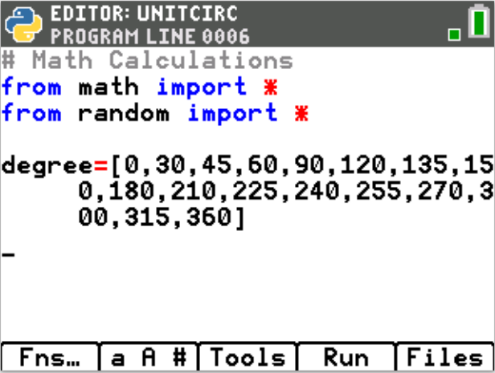 EDITOR: UNITCIRC
PROGRAM LINE 0006
# Math Calculations
from math import *
from random import *
degree=[0,30,45,60,90,120,135,15
0,180,210,225,240,255,270,3
00,315,360]
_
Fns… a A # Tools Run Files